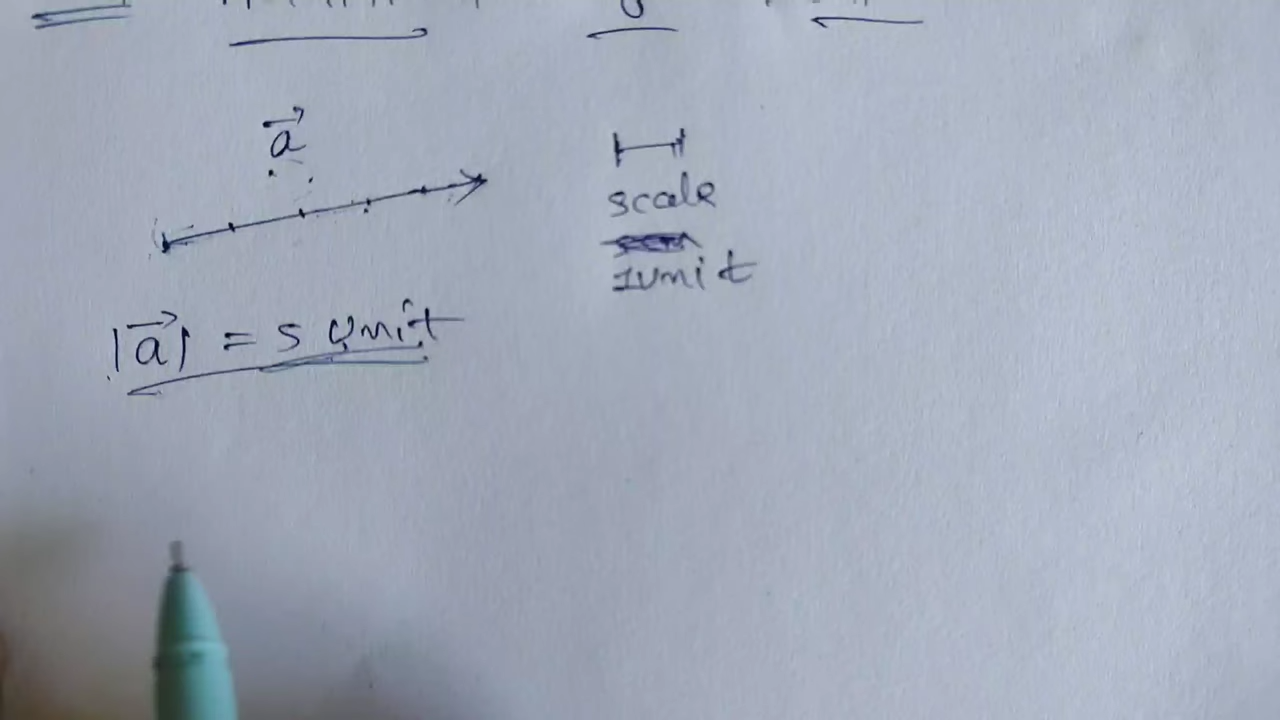 a⃗
scale
1unit
|a⃗| = 5 unit